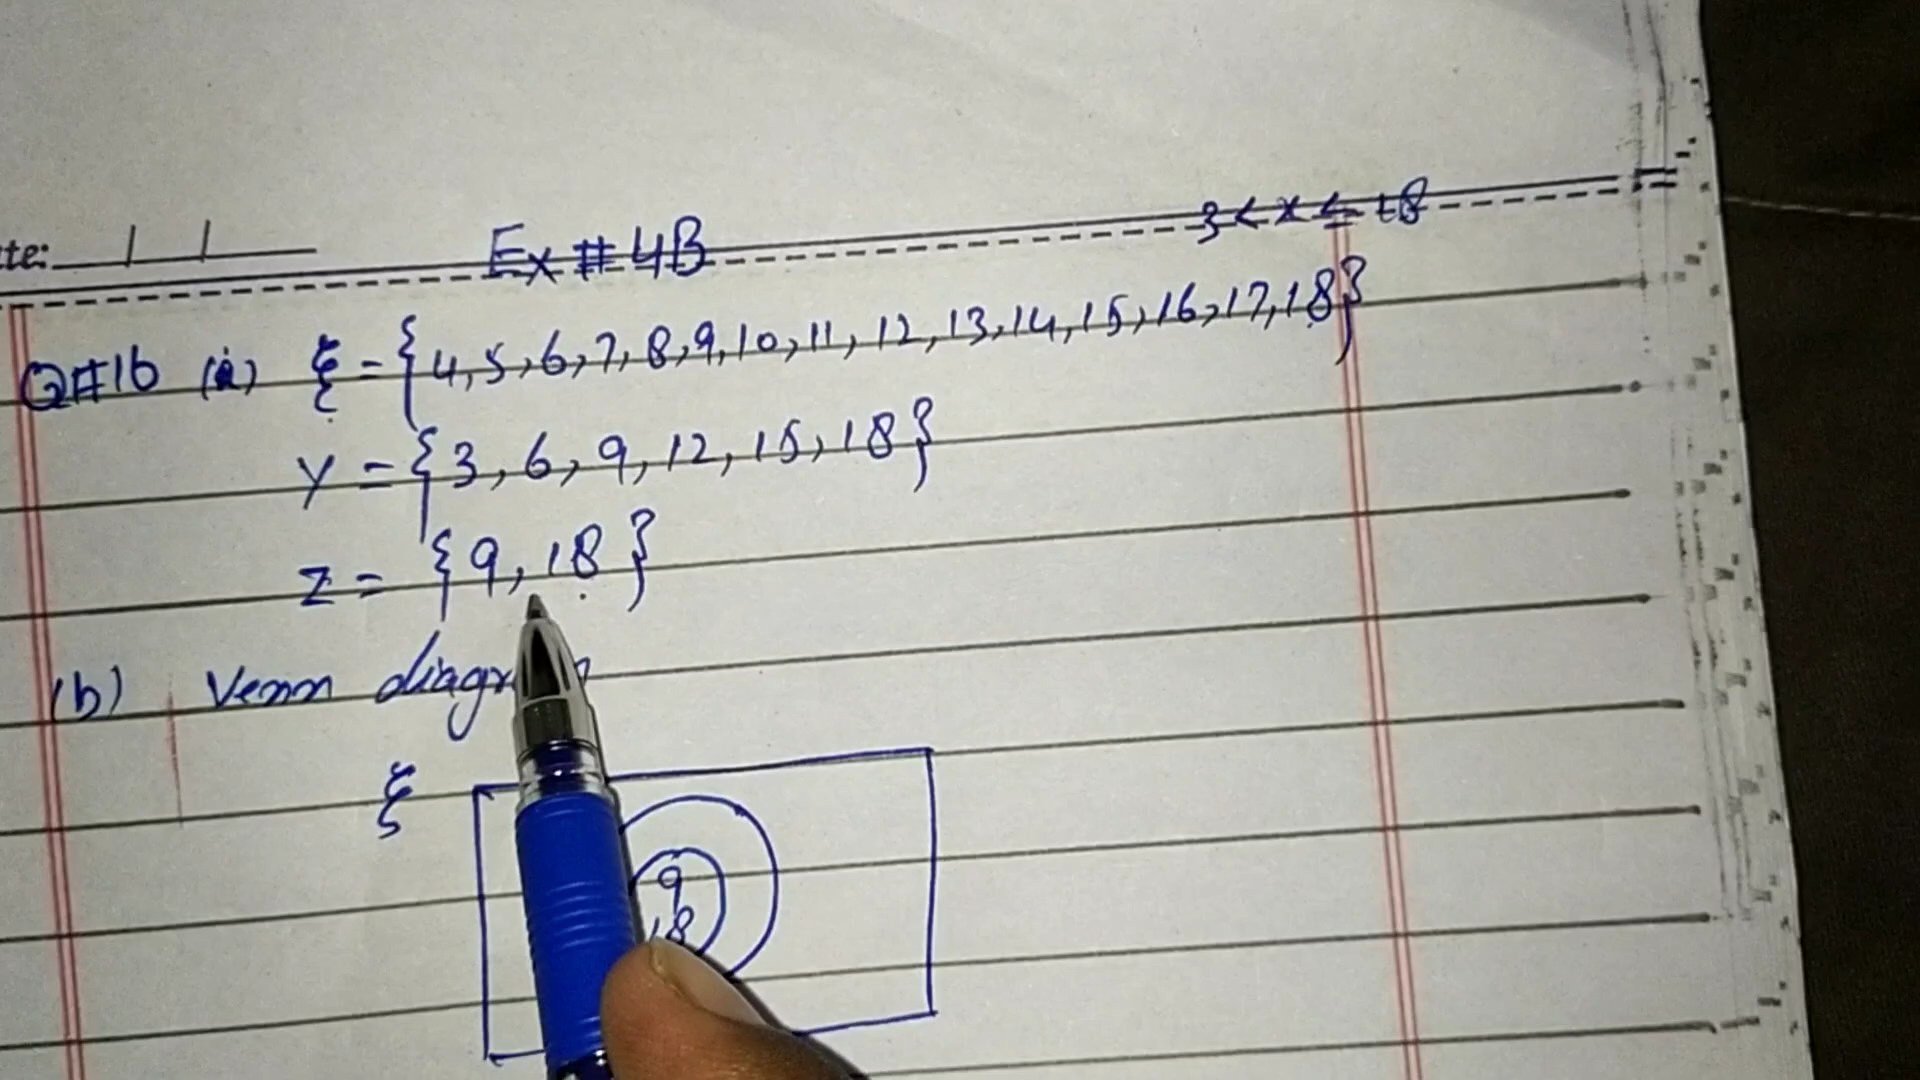 te:
Ex # 4B
3 < x ≤ 18
Q#16 (a) ξ = {4,5,6,7,8,9,10,11,12,13,14,15,16,17,18}
Y = {3,6,9,12,15,18}
Z = {9,18}
(b) Venn
ξ
9
18